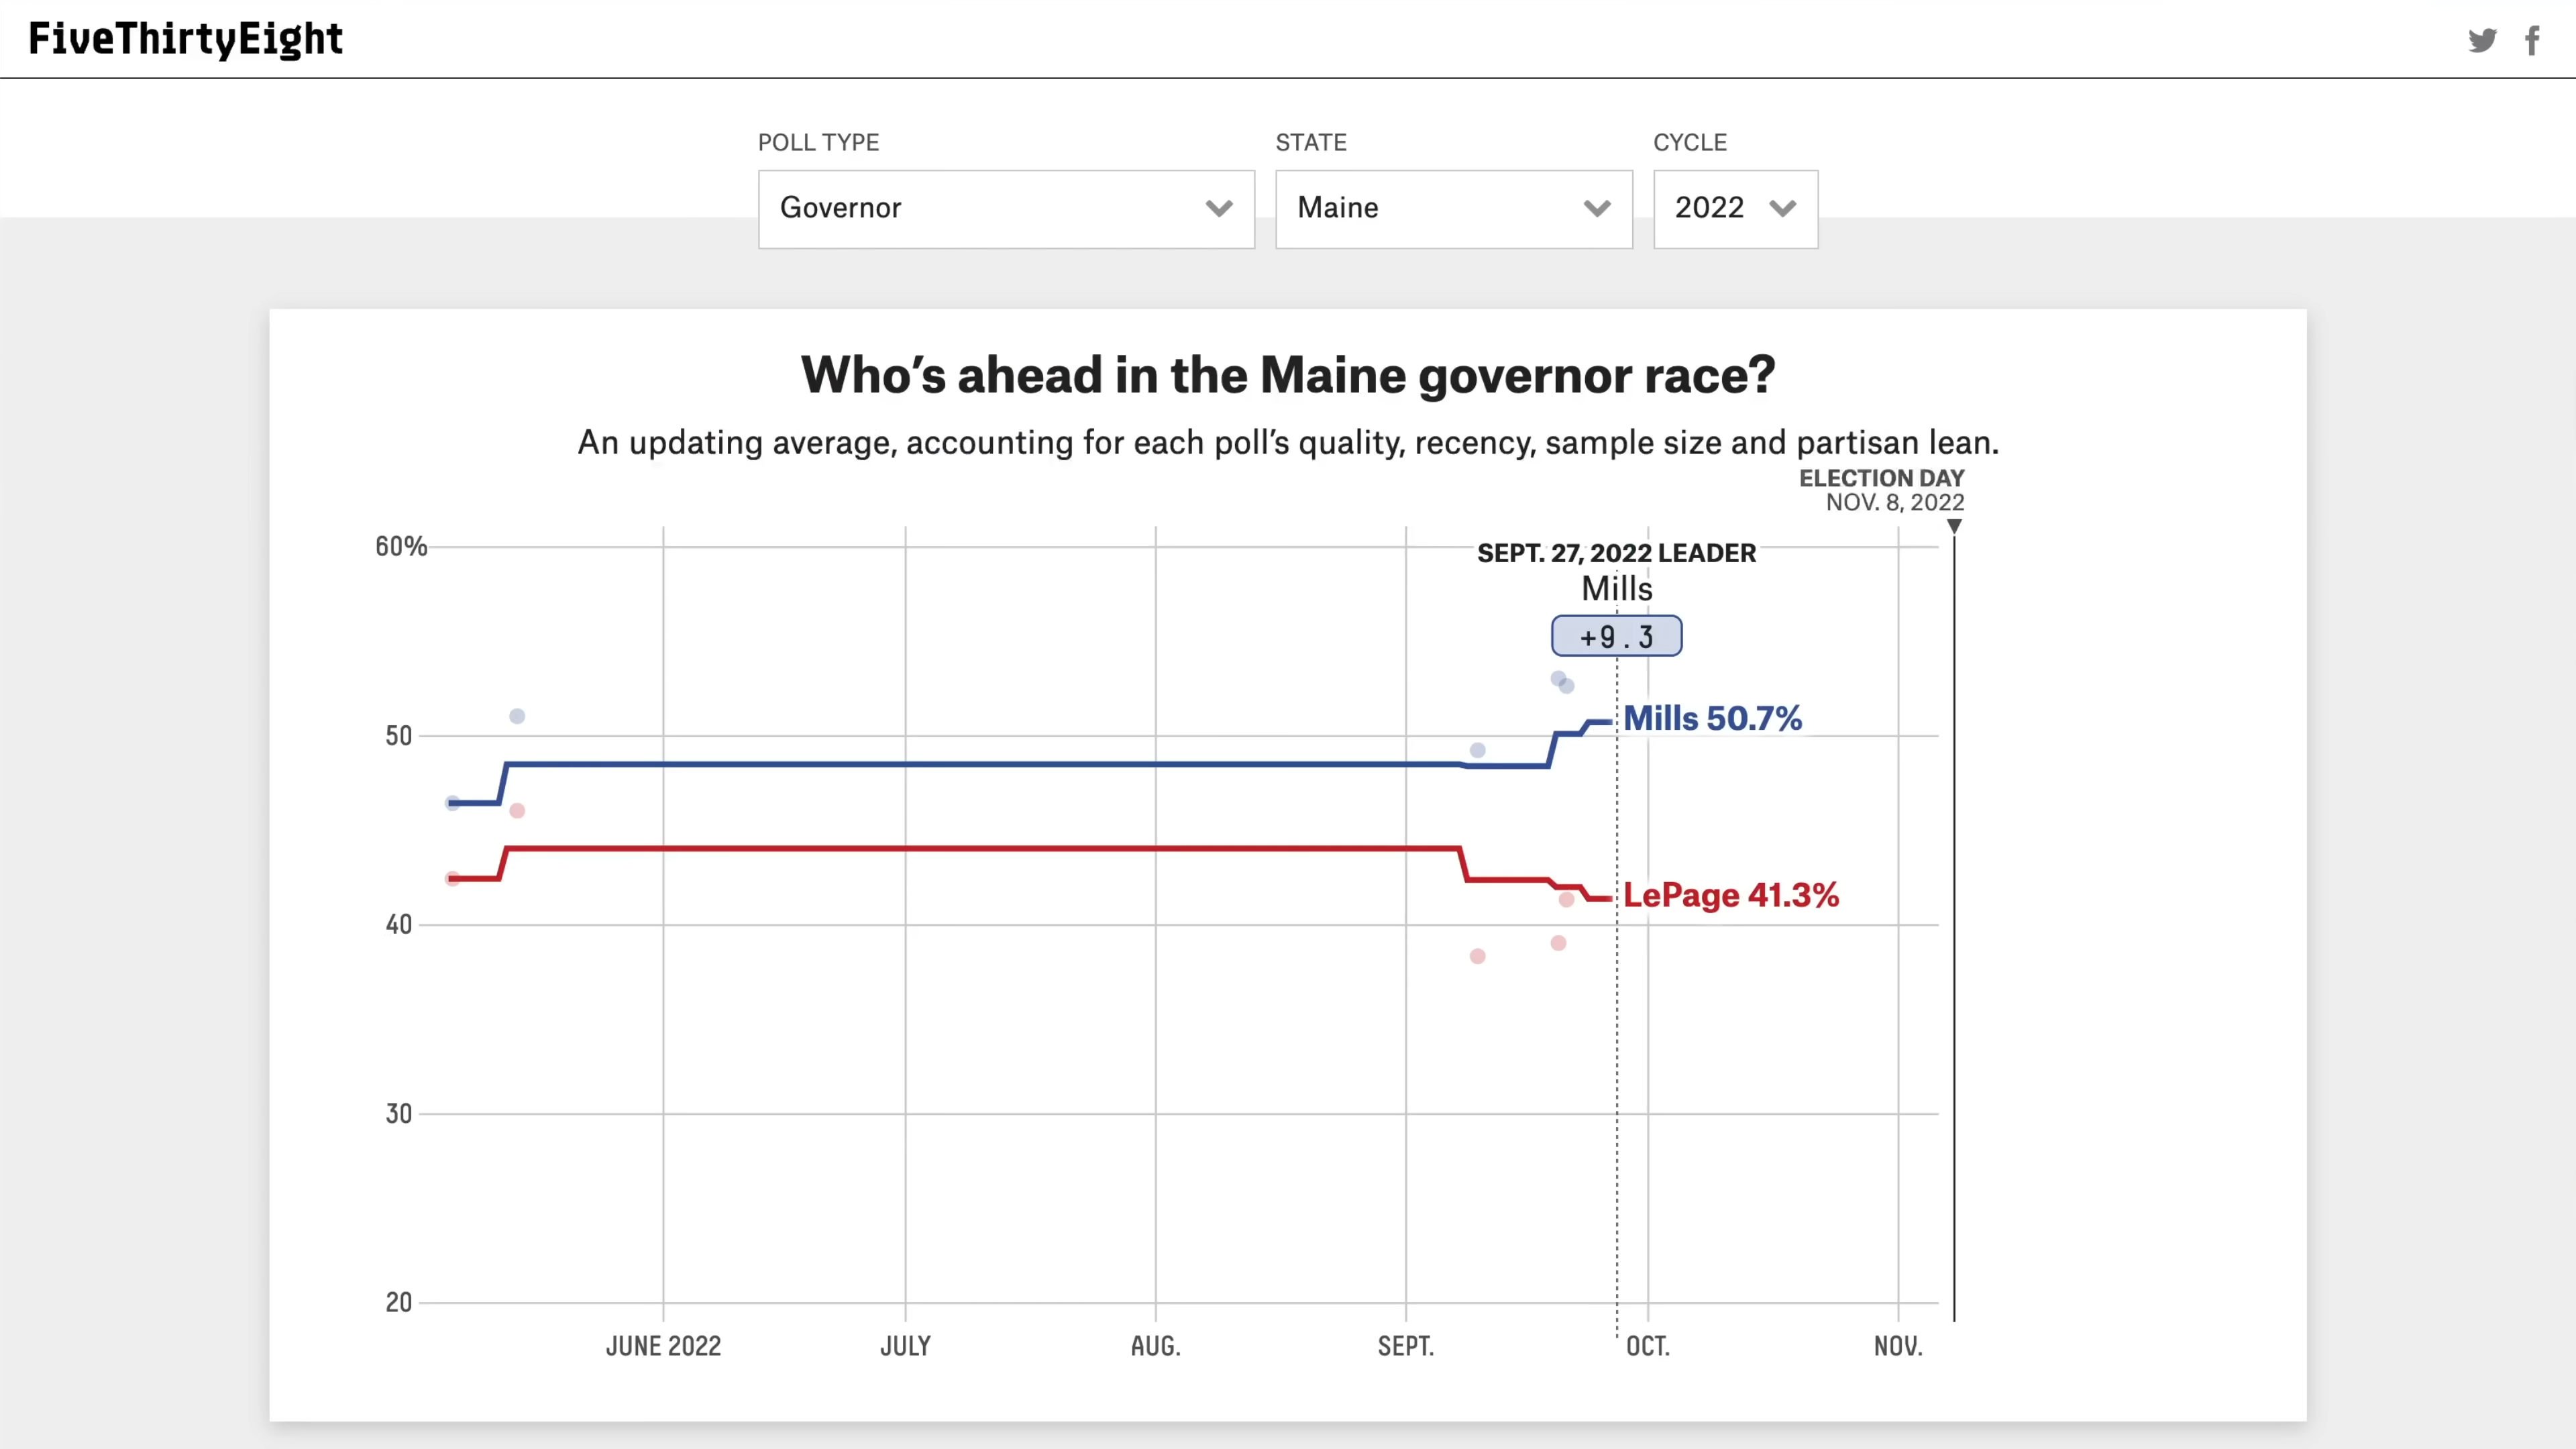 FiveThirtyEight
POLL TYPE
STATE
CYCLE
Governor
Maine
2022
Who’s ahead in the Maine governor race?
An updating average, accounting for each poll’s quality, recency, sample size and partisan lean.
ELECTION DAY
NOV. 8, 2022
60%
SEPT. 27, 2022 LEADER
Mills
+9.3
Mills 50.7%
50
LePage 41.3%
40
30
20
JUNE 2022
JULY
AUG.
SEPT.
OCT.
NOV.